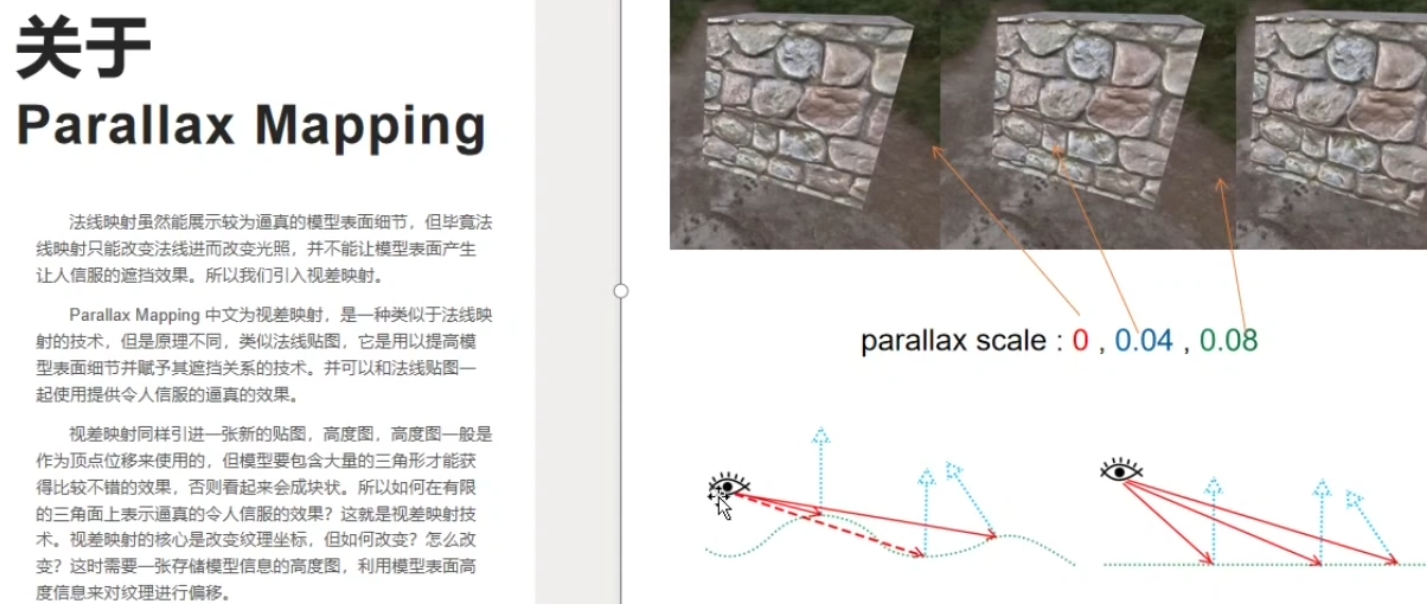 关于
Parallax Mapping
法线映射虽然能展示较为逼真的模型表面细节，但毕竟法
线映射只能改变法线进而改变光照，并不能让模型表面产生
让人信服的遮挡效果。所以我们引入视差映射。
Parallax Mapping 中文为视差映射，是一种类似于法线映
射的技术，但是原理不同，类似法线贴图，它是用以提高模
型表面细节并赋予其遮挡关系的技术。并可以和法线贴图一
起使用提供令人信服的逼真的效果。
视差映射同样引进一张新的贴图，高度图，高度图一般是
作为顶点位移来使用的，但模型要包含大量的三角形才能获
得比较不错的效果，否则看起来会成块状。所以如何在有限
的三角面上表示逼真的令人信服的效果？这就是视差映射技
术。视差映射的核心是改变纹理坐标，但如何改变？怎么改
变？这时需要一张存储模型信息的高度图，利用模型表面高
度信息来对纹理进行偏移。
parallax scale : 0 , 0.04 , 0.08